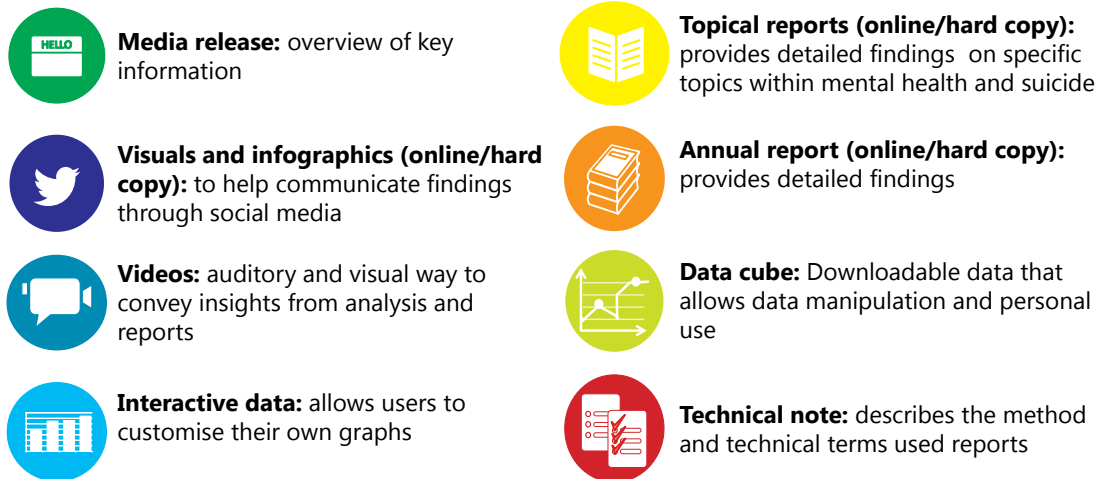 HELLO
Media release: overview of key
information
Visuals and infographics (online/hard
copy): to help communicate findings
through social media
Videos: auditory and visual way to
convey insights from analysis and
reports
Interactive data: allows users to
customise their own graphs
Topical reports (online/hard copy):
provides detailed findings on specific
topics within mental health and suicide
Annual report (online/hard copy):
provides detailed findings
Data cube: Downloadable data that
allows data manipulation and personal
use
Technical note: describes the method
and technical terms used reports